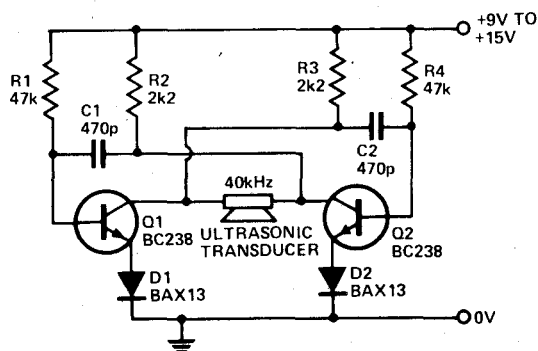 +9V TO
+15V
R1
47k
R2
2k2
R3
2k2
R4
47k
C1
470p
C2
470p
40kHz
Q1
BC238
ULTRASONIC
TRANSDUCER
Q2
BC238
D1
BAX13
D2
BAX13
0V